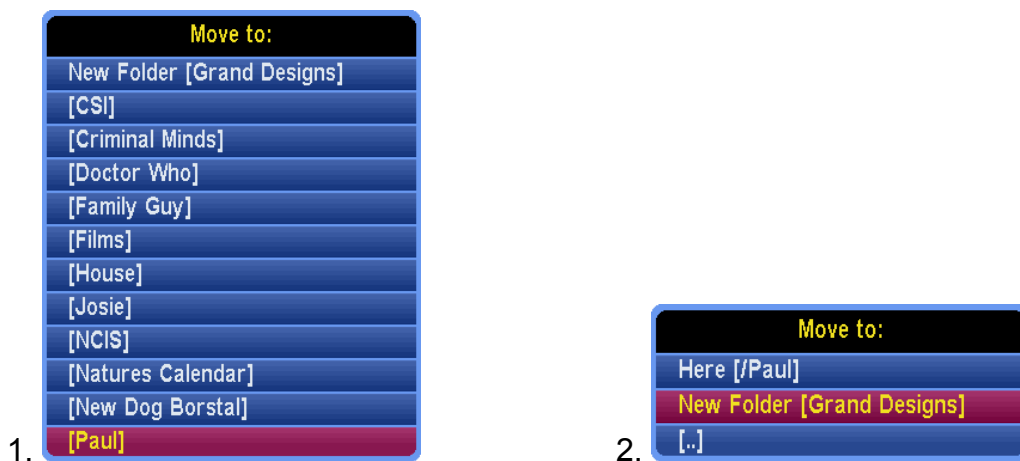 Move to:
New Folder [Grand Designs]
[CSI]
[Criminal Minds]
[Doctor Who]
[Family Guy]
[Films]
[House]
[Josie]
[NCIS]
[Natures Calendar]
[New Dog Borstal]
1. [Paul]
Move to:
Here [/Paul]
New Folder [Grand Designs]
2. [..]